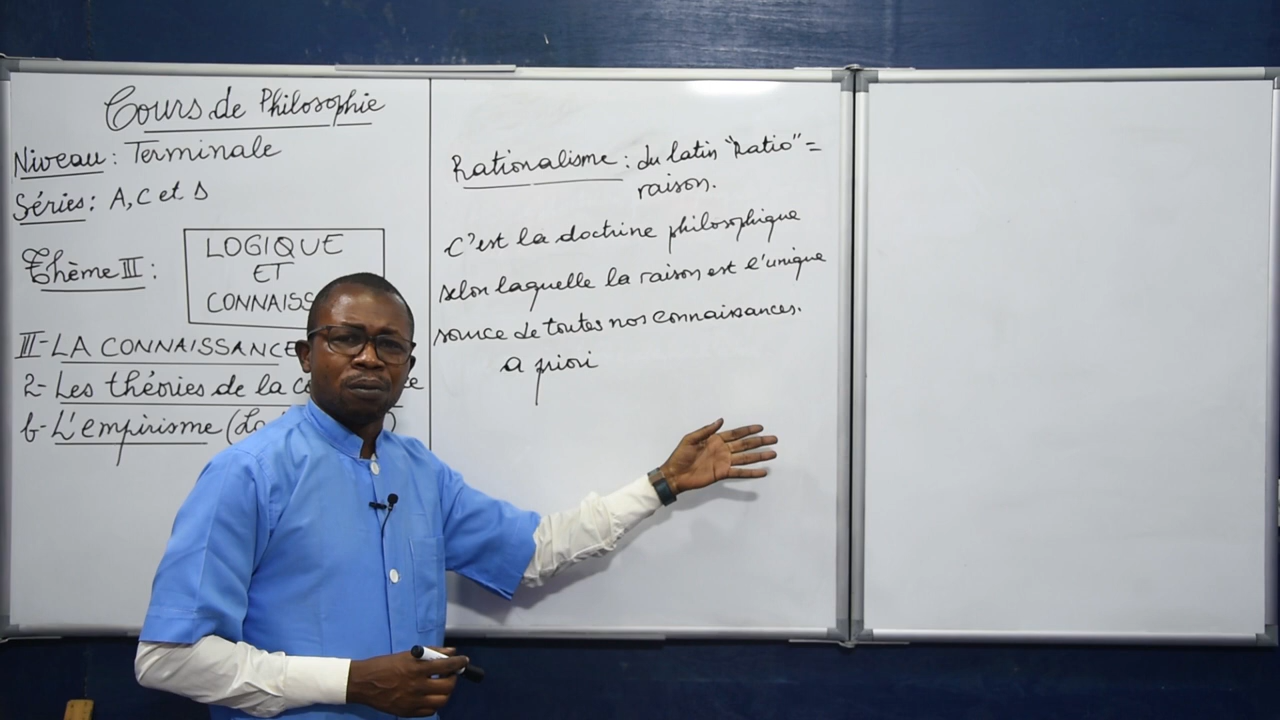 Cours de Philosophie
Niveau : Terminale
Séries : A, C et D
Thème III :
LOGIQUE
ET
CONNAISS
III- LA CONNAISSANCE
2- Les théories de la
b- L'empirisme
Rationalisme : du latin "Ratio" =
raison.
C'est la doctrine philosophique
selon laquelle la raison est l'unique
source de toutes nos connaissances.
a priori